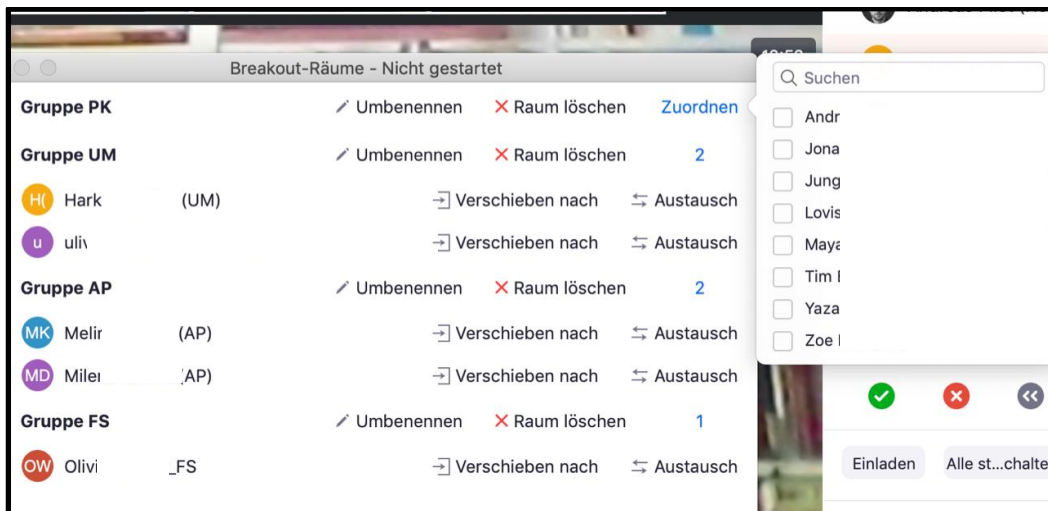 Breakout-Räume - Nicht gestartet
Gruppe PK Umbenennen Raum löschen Zuordnen
Gruppe UM Umbenennen Raum löschen 2
H( Hark (UM) Verschieben nach Austausch
u uliv Verschieben nach Austausch
Gruppe AP Umbenennen Raum löschen 2
MK Melir (AP) Verschieben nach Austausch
MD Miler AP) Verschieben nach Austausch
Gruppe FS Umbenennen Raum löschen 1
OW Olivi _FS Verschieben nach Austausch
Suchen
Andr
Jona
Jung
Lovis
Maya
Tim
Yaza
Zoe
Einladen Alle st...chalte